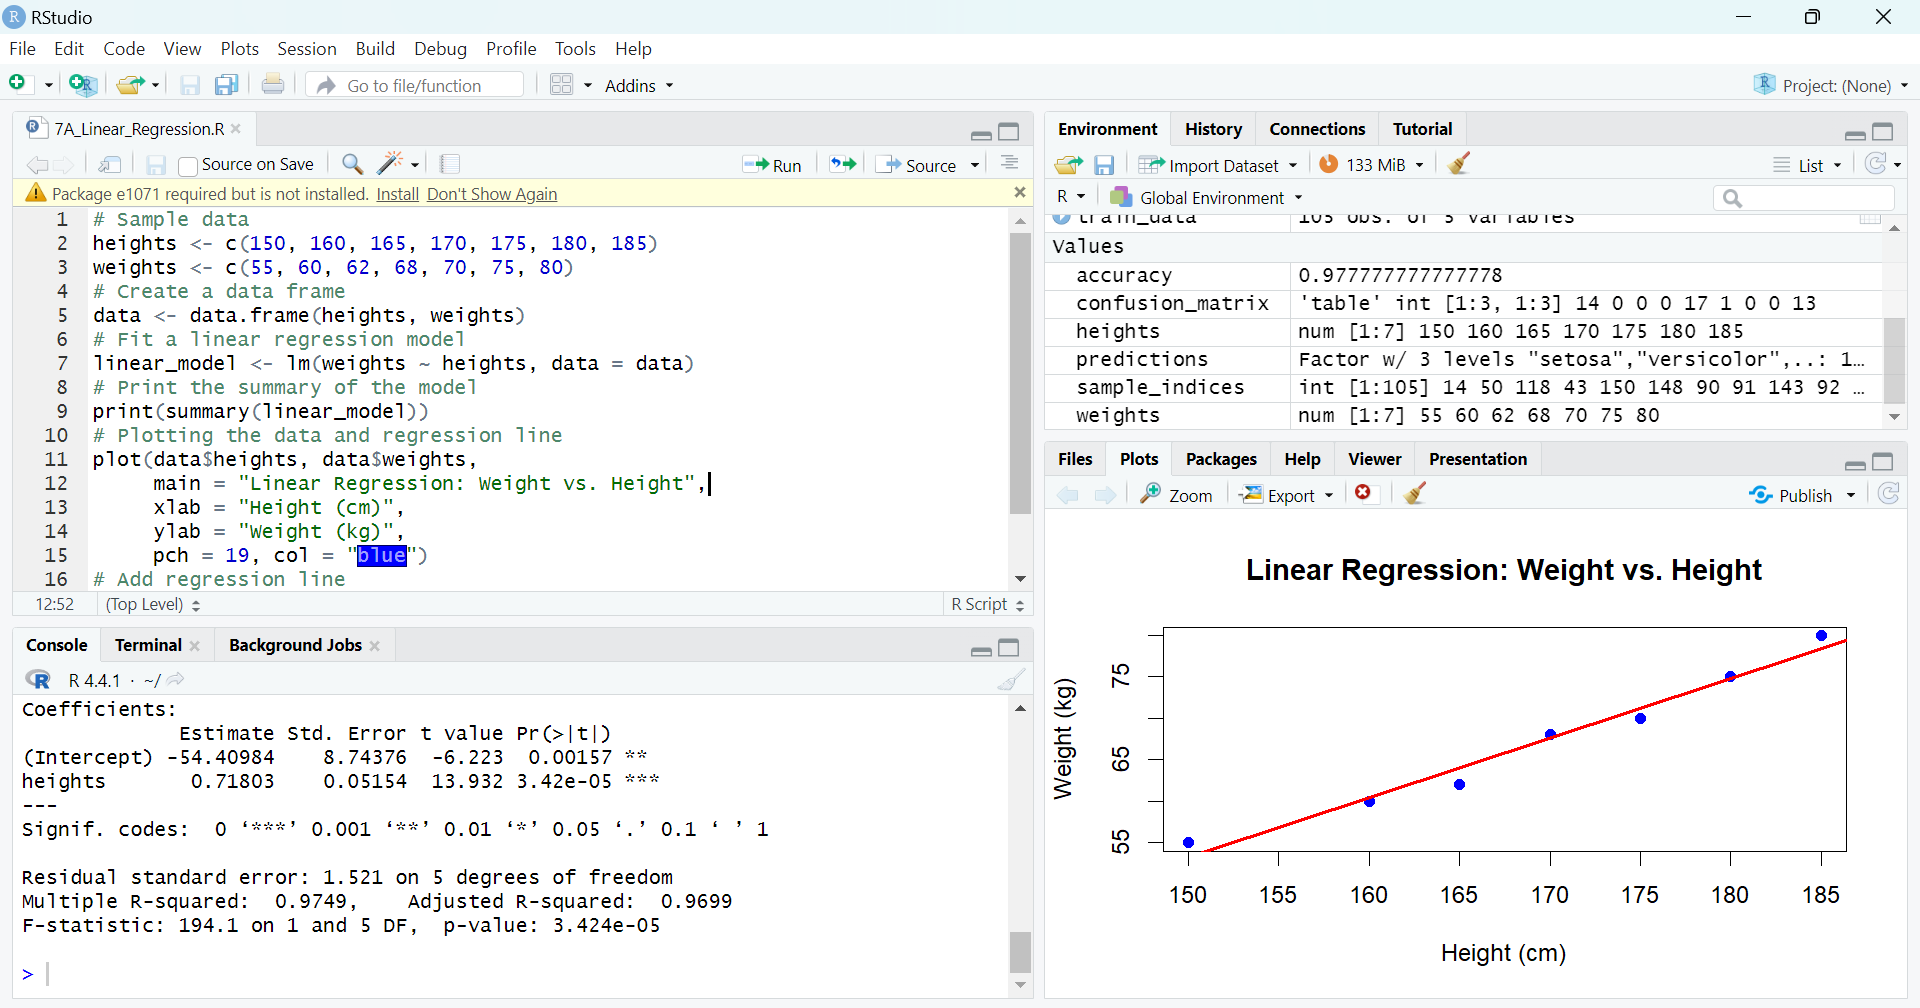 RStudio
File Edit Code View Plots Session Build Debug Profile Tools Help
Go to file/function Addins Project: (None)
7A_Linear_Regression.R
Source on Save Run Source
Package e1071 required but is not installed. Install Don't Show Again
1 # Sample data
2 heights <- c(150, 160, 165, 170, 175, 180, 185)
3 weights <- c(55, 60, 62, 68, 70, 75, 80)
4 # Create a data frame
5 data <- data.frame(heights, weights)
6 # Fit a linear regression model
7 linear_model <- lm(weights ~ heights, data = data)
8 # Print the summary of the model
9 print(summary(linear_model))
10 # Plotting the data and regression line
11 plot(data$heights, data$weights,
12 main = "Linear Regression: Weight vs. Height",
13 xlab = "Height (cm)",
14 ylab = "Weight (kg)",
15 pch = 19, col = "blue")
16 # Add regression line
12:52 (Top Level) R Script
Console Terminal Background Jobs
R 4.4.1 · ~/
Coefficients:
Estimate Std. Error t value Pr(>|t|)
(Intercept) -54.40984 8.74376 -6.223 0.00157 **
heights 0.71803 0.05154 13.932 3.42e-05 ***
---
Signif. codes: 0 ‘***’ 0.001 ‘**’ 0.01 ‘*’ 0.05 ‘.’ 0.1 ‘ ’ 1
Residual standard error: 1.521 on 5 degrees of freedom
Multiple R-squared: 0.9749, Adjusted R-squared: 0.9699
F-statistic: 194.1 on 1 and 5 DF, p-value: 3.424e-05
>
Environment History Connections Tutorial
Import Dataset 133 MiB List
R Global Environment
train_data 105 obs. of 5 variables
Values
accuracy 0.977777777777778
confusion_matrix 'table' int [1:3, 1:3] 14 0 0 0 17 1 0 0 13
heights num [1:7] 150 160 165 170 175 180 185
predictions Factor w/ 3 levels "setosa","versicolor",..: 1…
sample_indices int [1:105] 14 50 118 43 150 148 90 91 143 92 …
weights num [1:7] 55 60 62 68 70 75 80
Files Plots Packages Help Viewer Presentation
Zoom Export Publish
Linear Regression: Weight vs. Height
Weight (kg)
75
65
55
150 155 160 165 170 175 180 185
Height (cm)